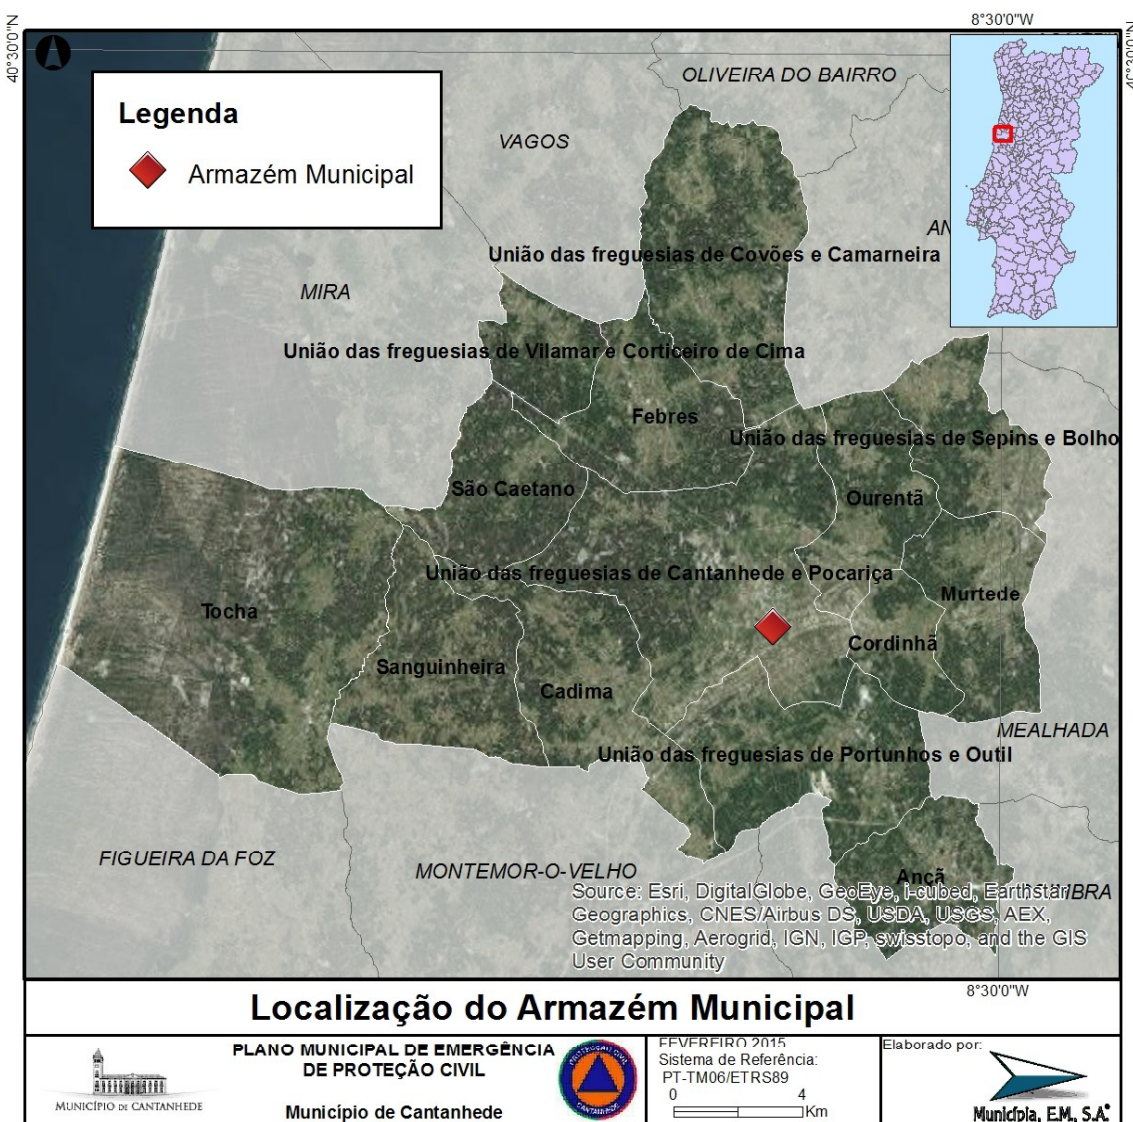 8°30'0"W
40°30'0"N
40°30'0"N
Legenda
Armazém Municipal
OLIVEIRA DO BAIRRO
VAGOS
AN
União das freguesias de Covões e Camarneira
MIRA
União das freguesias de Vilamar e Corticeiro de Cima
Febres
União das freguesias de Sepins e Bolho
São Caetano
Ourentã
União das freguesias de Cantanhede e Pocariça
Murtede
Tocha
Cordinhã
Sanguinheira
Cadima
MEALHADA
União das freguesias de Portunhos e Outil
FIGUEIRA DA FOZ
MONTEMOR-O-VELHO
Ançã
Source: Esri, DigitalGlobe, GeoEye, i-cubed, Earthstar
Geographics, CNES/Airbus DS, USDA, USGS, AEX,
Getmapping, Aerogrid, IGN, IGP, swisstopo, and the GIS
User Community
8°30'0"W
Localização do Armazém Municipal
MUNICÍPIO DE CANTANHEDE
PLANO MUNICIPAL DE EMERGÊNCIA
DE PROTEÇÃO CIVIL
Município de Cantanhede
CANTANHEDE
FEVEREIRO 2015
Sistema de Referência:
PT-TM06/ETRS89
0 4
Km
Elaborado por:
Municípia, E.M., S.A.